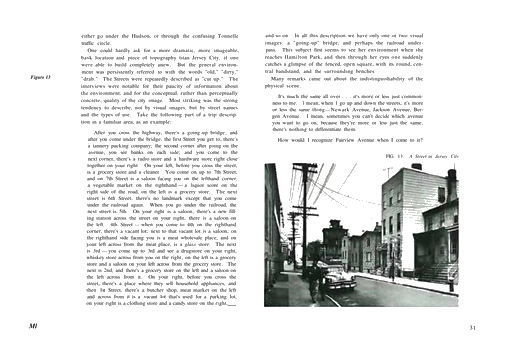 either go under the Hudson, or through the confusing Tonelle
traffic circle.
One could hardly ask for a more dramatic, more imageable,
basic location and piece of topography than Jersey City, if one
were able to build completely anew. But the general environ-
ment was persistently referred to with the words "old," "dirty,"
"drab." The Streets were repeatedly described as "cut up." The
interviews were notable for their paucity of information about
the environment, and for the conceptual rather than perceptually
concrete, quality of the city image. Most striking was the strong
tendency to describe, not by visual images, but by street names
and the types of use. Take the following part of a trip descrip-
tion in a familiar area, as an example:
After you cross the highway, there's a going-up bridge, and
after you come under the bridge, the first Street you get to, there's
a tannery packing company; the second corner after going on the
avenue, you see banks on each side; and you come to the
next corner, there's a radio store and a hardware store right close
together on your right. On your left, before you cross the street,
is a grocery store and a cleaner. You come on up to 7th Street,
and on 7th Street is a saloon facing you on the lefthand corner,
a vegetable market on the righthand — a liquor store on the
right side of the road, on the left is a grocery store. The next
street is 6th Street, there's no landmark except that you come
under the railroad again. When you go under the railroad, the
next street is 5th. On your right is a saloon, there's a new fill-
ing station across the street on your right; there is a saloon on
the left. 4th Street — when you come to 4th on the righthand
corner, there's a vacant lot; next to that vacant lot is a saloon; on
the righthand side facing you is a meat wholesale place; and on
your left across from the meat place, is a glass store. The next
is 3rd — you come up to 3rd and see a drugstore on your right,
whiskey store across from you on the right; on the left is a grocery
store and a saloon on your left across from the grocery store. The
next is 2nd, and there's a grocery store on the left and a saloon on
the left across from it. On your right, before you cross the
street, there's a place where they sell household appliances, and
then 1st Street, there's a butcher shop, meat market on the left
and across from it is a vacant lot that's used for a parking lot,
on your right is a clothing store and a candy store on the right.
Figure 13
MI
and so on In all this description we have only one or two visual
images: a "going-up" bridge, and perhaps the railroad under-
pass. This subject first seems to see her environment when she
reaches Hamilton Park, and then through her eyes one suddenly
catches a glimpse of the fenced, open square, with its round, cen-
tral bandstand, and the surrounding benches.
Many remarks came about the indistinguishability of the
physical scene.
It's much the same all over . . . it's more or less just common-
ness to me. I mean, when I go up and down the streets, it's more
or less the same thing—Newark Avenue, Jackson Avenue, Ber-
gen Avenue. I mean, sometimes you can't decide which avenue
you want to go on, because they're more or less just the same;
there's nothing to differentiate them.
How would I recognize Fairview Avenue when I come to it?
FIG. 13. A Street in Jersey City
31